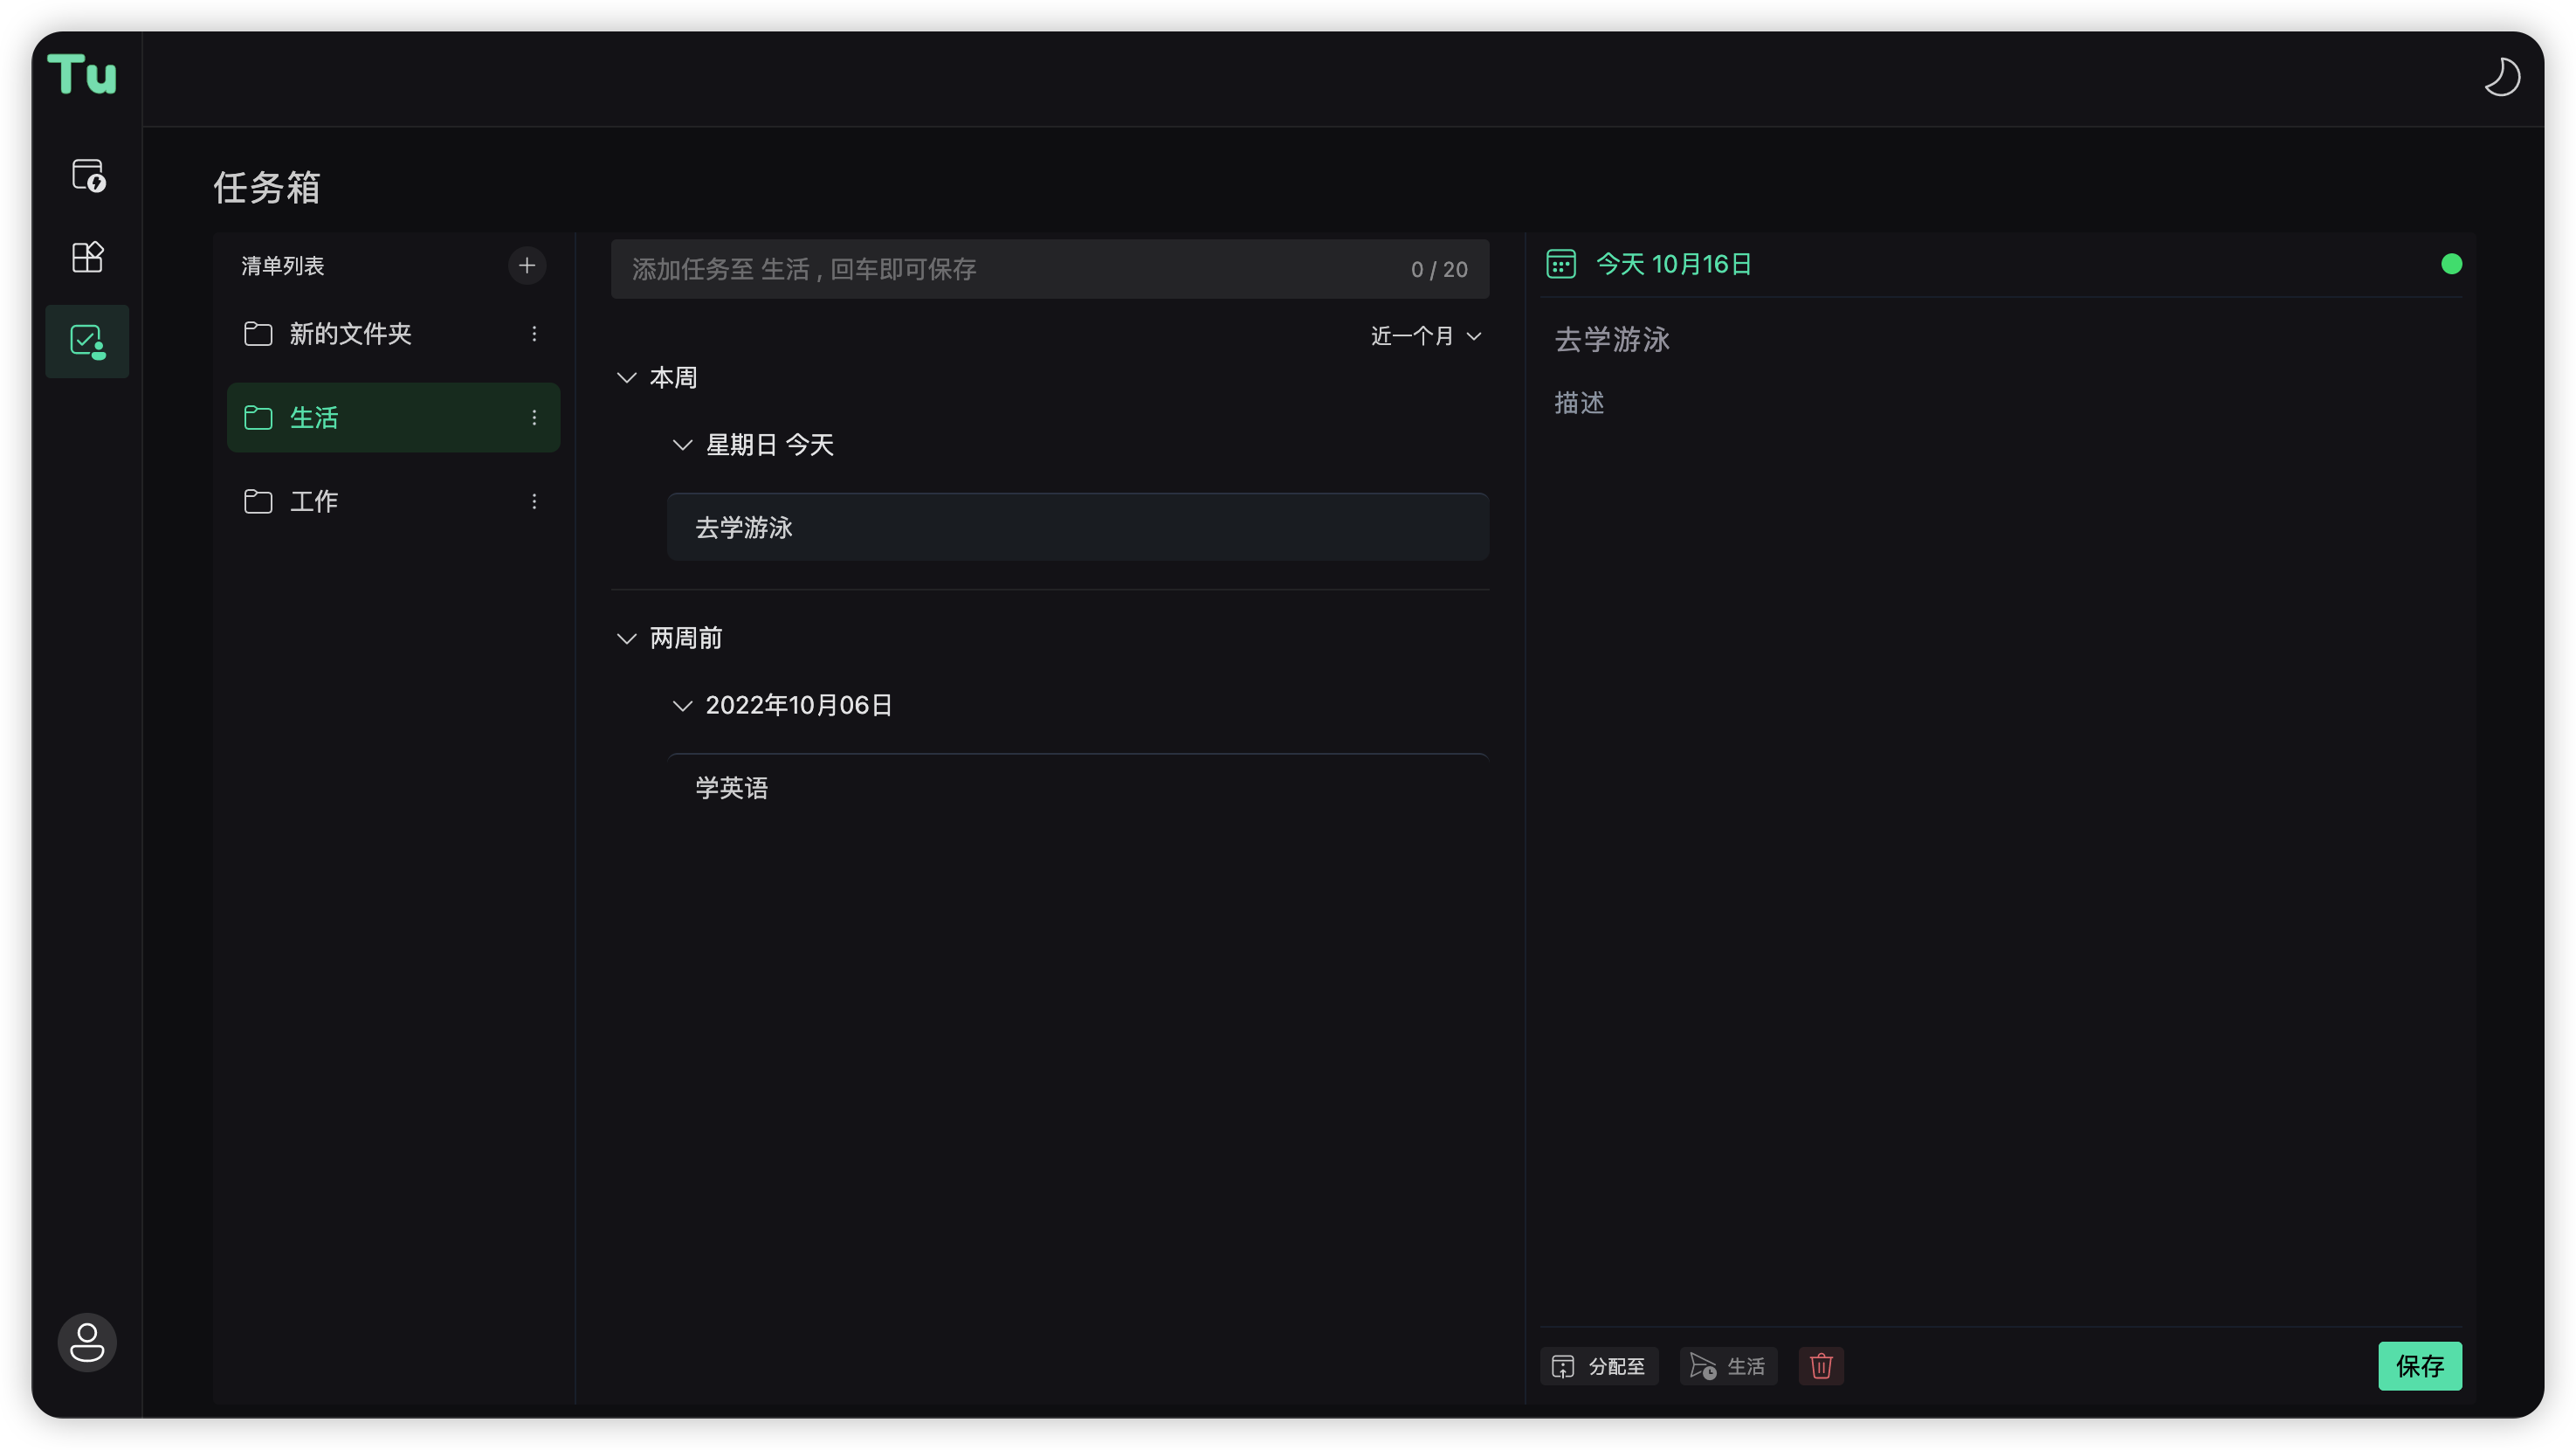 Tu
任务箱
清单列表
新的文件夹
生活
工作
添加任务至 生活 , 回车即可保存
0 / 20
近一个月
本周
星期日 今天
去学游泳
两周前
2022年10月06日
学英语
今天 10月16日
去学游泳
描述
分配至
生活
保存